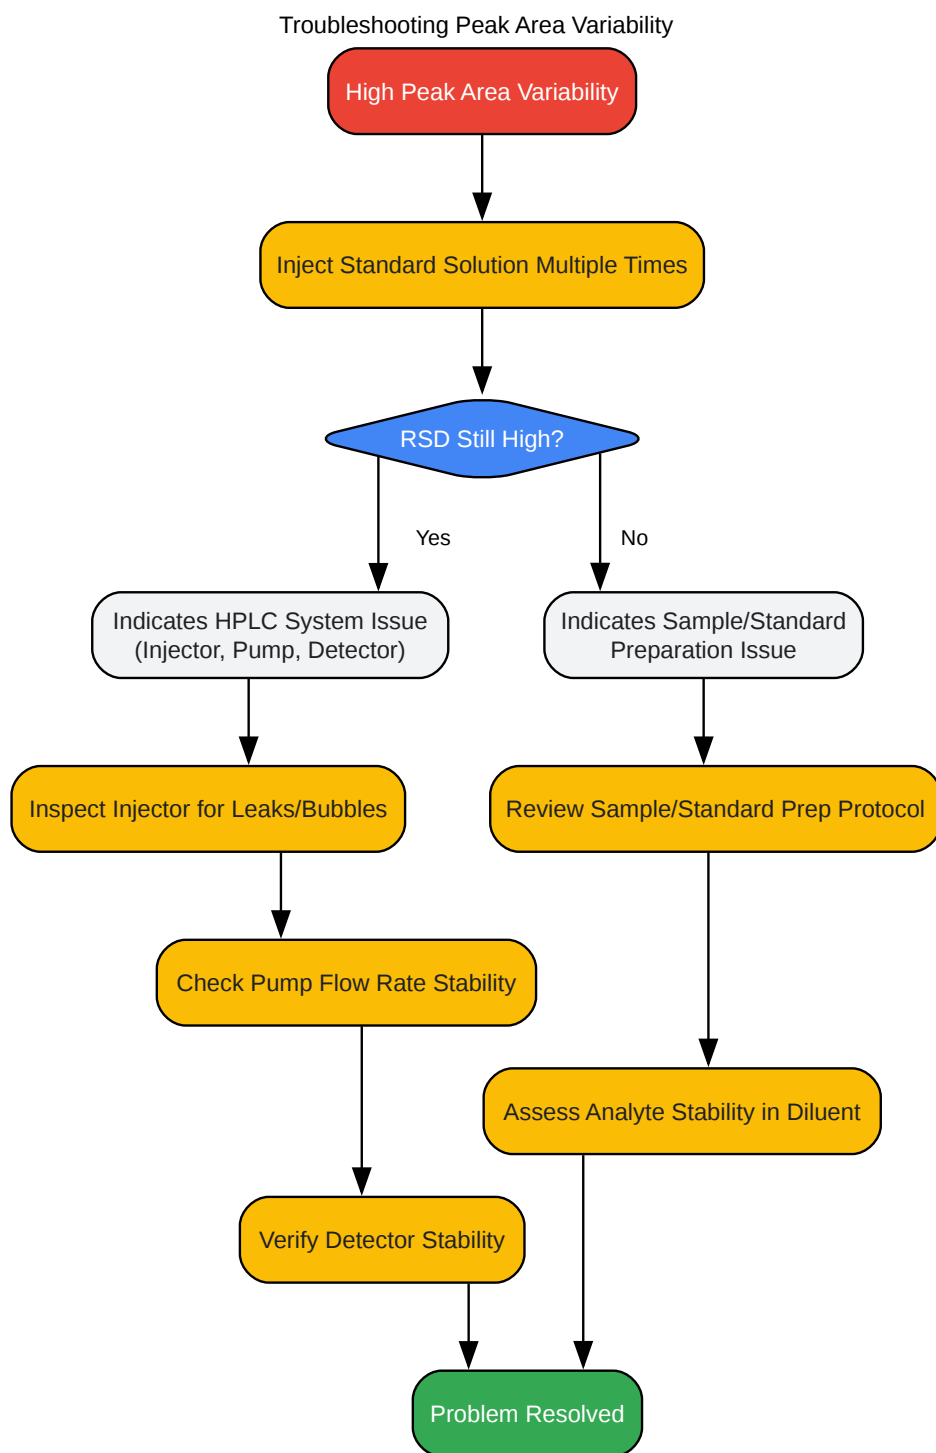 Troubleshooting Peak Area Variability
High Peak Area Variability
Inject Standard Solution Multiple Times
RSD Still High?
Yes
No
Indicates HPLC System Issue
(Injector, Pump, Detector)
Indicates Sample/Standard
Preparation Issue
Inspect Injector for Leaks/Bubbles
Review Sample/Standard Prep Protocol
Check Pump Flow Rate Stability
Assess Analyte Stability in Diluent
Verify Detector Stability
Problem Resolved